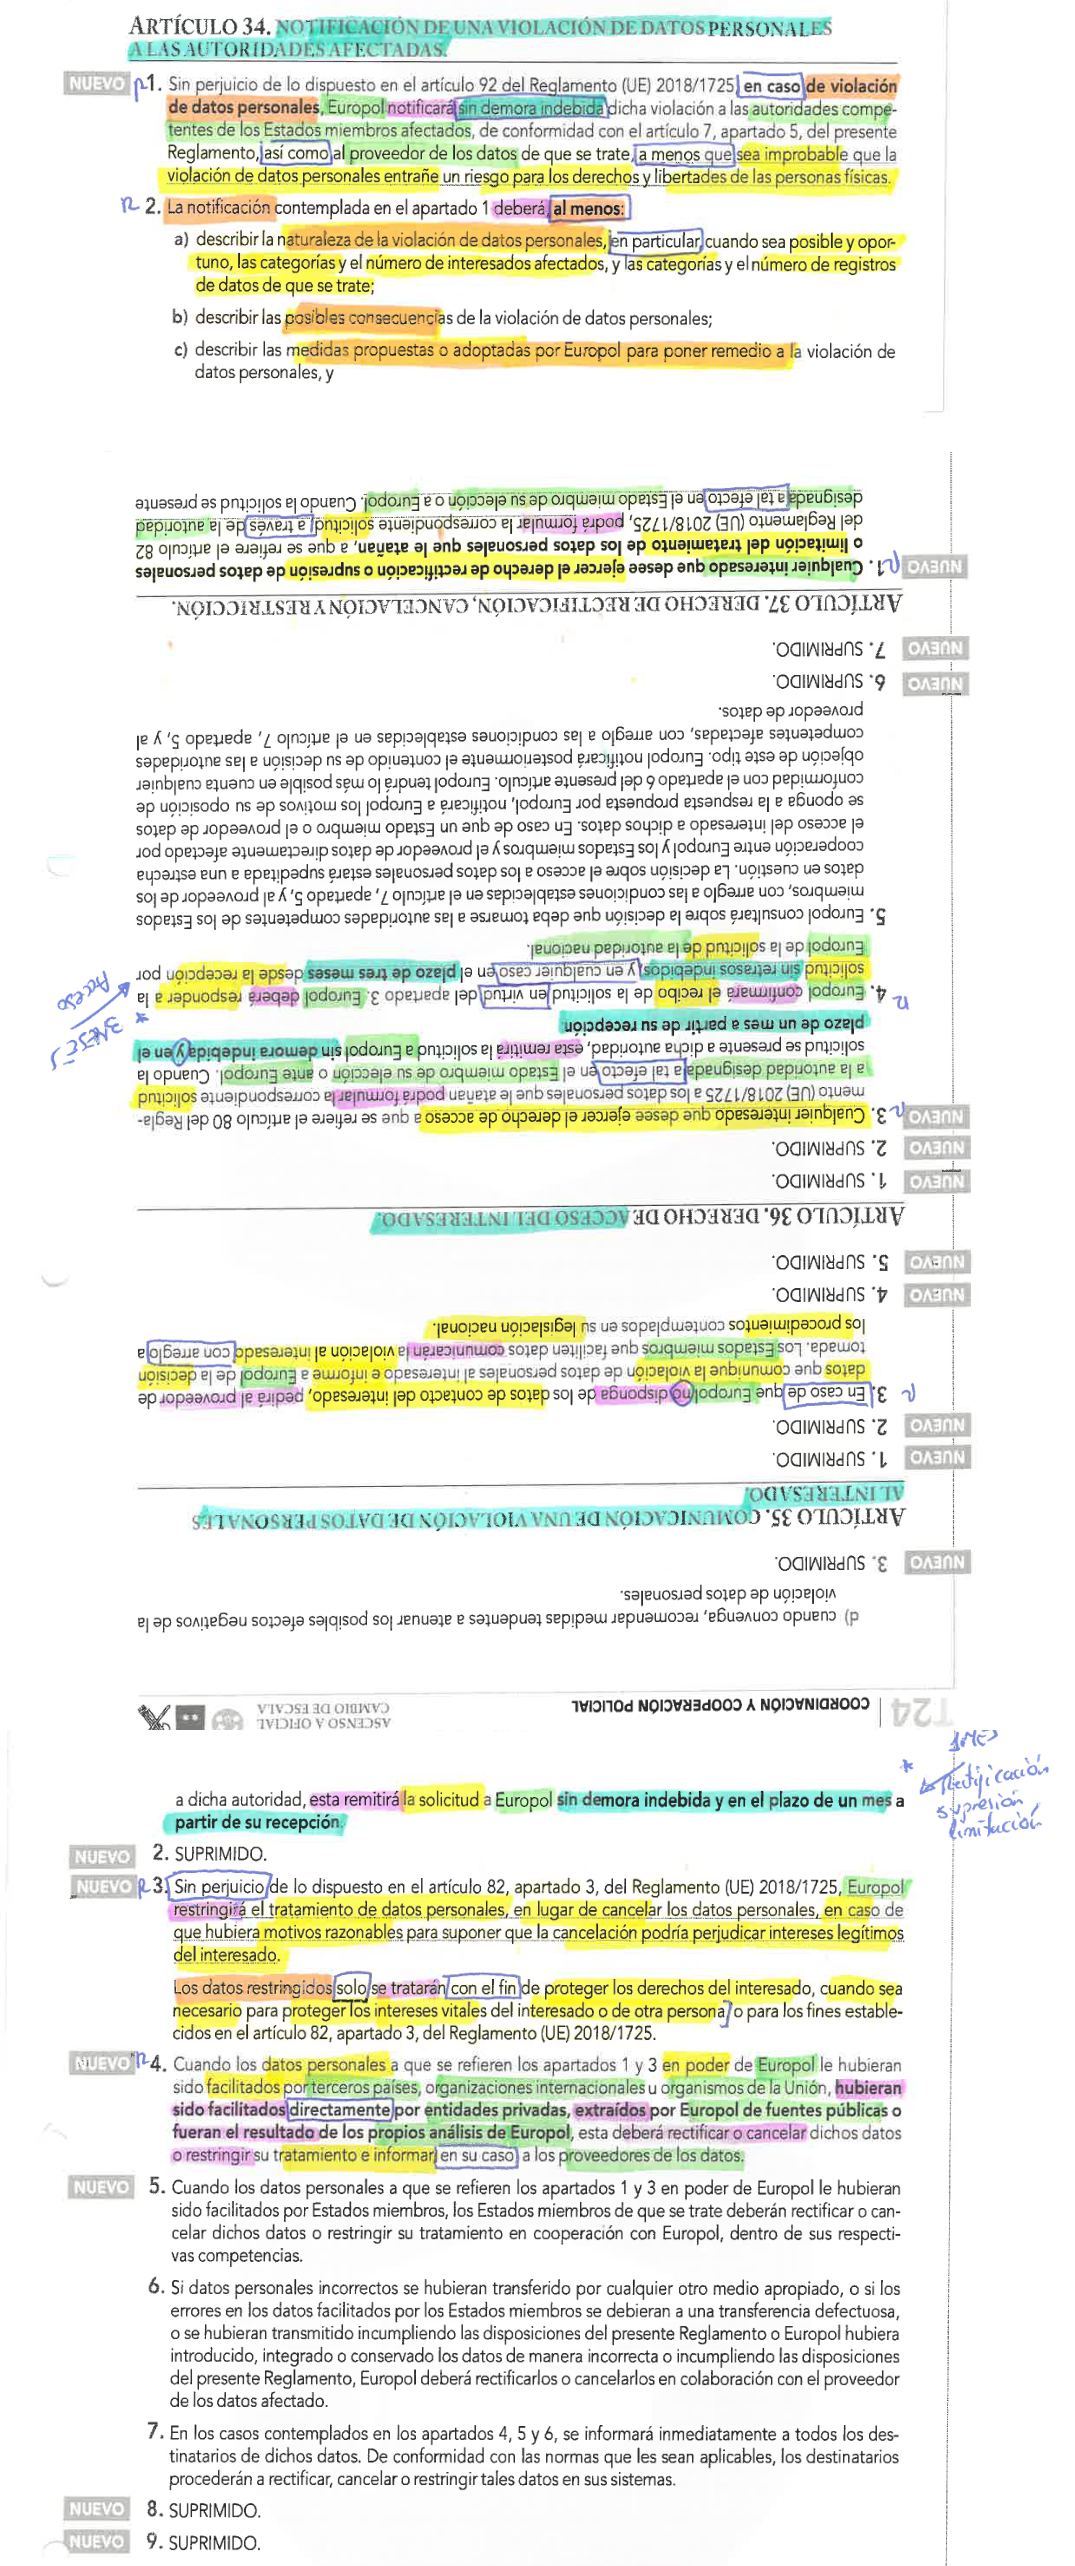 ARTÍCULO 34. NOTIFICACIÓN DE UNA VIOLACIÓN DE DATOS PERSONALES
A LAS AUTORIDADES AFECTADAS.
NUEVO 1. Sin perjuicio de lo dispuesto en el artículo 92 del Reglamento (UE) 2018/1725 en caso de violación
de datos personales, Europol notificará sin demora indebida dicha violación a las autoridades compe-
tentes de los Estados miembros afectados, de conformidad con el artículo 7, apartado 5, del presente
Reglamento, así como al proveedor de los datos de que se trate, a menos que sea improbable que la
violación de datos personales entrañe un riesgo para los derechos y libertades de las personas físicas.
2. La notificación contemplada en el apartado 1 deberá, al menos:
a) describir la naturaleza de la violación de datos personales, en particular, cuando sea posible y opor-
tuno, las categorías y el número de interesados afectados, y las categorías y el número de registros
de datos de que se trate;
b) describir las posibles consecuencias de la violación de datos personales;
c) describir las medidas propuestas o adoptadas por Europol para poner remedio a la violación de
datos personales, y
T24 | COORDINACIÓN Y COOPERACIÓN POLICIAL
ASCENSO A OFICIAL
CAMBIO DE ESCALA
d) cuando convenga, recomendar medidas tendentes a atenuar los posibles efectos negativos de la
violación de datos personales.
NUEVO 3. SUPRIMIDO.
ARTÍCULO 35. COMUNICACIÓN DE UNA VIOLACIÓN DE DATOS PERSONALES
AL INTERESADO.
NUEVO 1. SUPRIMIDO.
NUEVO 2. SUPRIMIDO.
3. En caso de que Europol no disponga de los datos de contacto del interesado, pedirá al proveedor de
datos que comunique la violación de datos personales al interesado e informe a Europol de la decisión
tomada. Los Estados miembros que faciliten datos comunicarán la violación al interesado con arreglo a
los procedimientos contemplados en su legislación nacional.
NUEVO 4. SUPRIMIDO.
NUEVO 5. SUPRIMIDO.
ARTÍCULO 36. DERECHO DE ACCESO DEL INTERESADO.
NUEVO 1. SUPRIMIDO.
NUEVO 2. SUPRIMIDO.
NUEVO 3. Cualquier interesado que desee ejercer el derecho de acceso a que se refiere el artículo 80 del Regla-
mento (UE) 2018/1725 a los datos personales que le atañan podrá formular la correspondiente solicitud
a la autoridad designada a tal efecto en el Estado miembro de su elección o ante Europol. Cuando la
solicitud se presente a dicha autoridad, esta remitirá la solicitud a Europol sin demora indebida y en el
plazo de un mes a partir de su recepción.
4. Europol confirmará el recibo de la solicitud en virtud del apartado 3. Europol deberá responder a la
solicitud sin retrasos indebidos, y en cualquier caso en el plazo de tres meses desde la recepción por
Europol de la solicitud de la autoridad nacional.
* 3 MESES
Acceso
5. Europol consultará sobre la decisión que deba tomarse a las autoridades competentes de los Estados
miembros, con arreglo a las condiciones establecidas en el artículo 7, apartado 5, y al proveedor de los
datos en cuestión. La decisión sobre el acceso a los datos personales estará supeditada a una estrecha
cooperación entre Europol y los Estados miembros y el proveedor de datos directamente afectado por
el acceso del interesado a dichos datos. En caso de que un Estado miembro o el proveedor de datos
se oponga a la respuesta propuesta por Europol, notificará a Europol los motivos de su oposición de
conformidad con el apartado 6 del presente artículo. Europol tendrá lo más posible en cuenta cualquier
objeción de este tipo. Europol notificará posteriormente el contenido de su decisión a las autoridades
competentes afectadas, con arreglo a las condiciones establecidas en el artículo 7, apartado 5, y al
proveedor de datos.
NUEVO 6. SUPRIMIDO.
NUEVO 7. SUPRIMIDO.
ARTÍCULO 37. DERECHO DE RECTIFICACIÓN, CANCELACIÓN Y RESTRICCIÓN.
NUEVO 1. Cualquier interesado que desee ejercer el derecho de rectificación o supresión de datos personales
o limitación del tratamiento de los datos personales que le atañan, a que se refiere el artículo 82
del Reglamento (UE) 2018/1725, podrá formular la correspondiente solicitud a través de la autoridad
designada a tal efecto en el Estado miembro de su elección o a Europol. Cuando la solicitud se presente
a dicha autoridad, esta remitirá la solicitud a Europol sin demora indebida y en el plazo de un mes a
partir de su recepción.
* 1 MES
Rectificación
supresión
limitación
NUEVO 2. SUPRIMIDO.
NUEVO 3. Sin perjuicio de lo dispuesto en el artículo 82, apartado 3, del Reglamento (UE) 2018/1725, Europol
restringirá el tratamiento de datos personales, en lugar de cancelar los datos personales, en caso de
que hubiera motivos razonables para suponer que la cancelación podría perjudicar intereses legítimos
del interesado.
Los datos restringidos solo se tratarán con el fin de proteger los derechos del interesado, cuando sea
necesario para proteger los intereses vitales del interesado o de otra persona, o para los fines estable-
cidos en el artículo 82, apartado 3, del Reglamento (UE) 2018/1725.
NUEVO 4. Cuando los datos personales a que se refieren los apartados 1 y 3 en poder de Europol le hubieran
sido facilitados por terceros países, organizaciones internacionales u organismos de la Unión, hubieran
sido facilitados directamente por entidades privadas, extraídos por Europol de fuentes públicas o
fueran el resultado de los propios análisis de Europol, esta deberá rectificar o cancelar dichos datos
o restringir su tratamiento e informar, en su caso, a los proveedores de los datos.
NUEVO 5. Cuando los datos personales a que se refieren los apartados 1 y 3 en poder de Europol le hubieran
sido facilitados por Estados miembros, los Estados miembros de que se trate deberán rectificar o can-
celar dichos datos o restringir su tratamiento en cooperación con Europol, dentro de sus respecti-
vas competencias.
6. Si datos personales incorrectos se hubieran transferido por cualquier otro medio apropiado, o si los
errores en los datos facilitados por los Estados miembros se debieran a una transferencia defectuosa,
o se hubieran transmitido incumpliendo las disposiciones del presente Reglamento o Europol hubiera
introducido, integrado o conservado los datos de manera incorrecta o incumpliendo las disposiciones
del presente Reglamento, Europol deberá rectificarlos o cancelarlos en colaboración con el proveedor
de los datos afectado.
7. En los casos contemplados en los apartados 4, 5 y 6, se informará inmediatamente a todos los des-
tinatarios de dichos datos. De conformidad con las normas que les sean aplicables, los destinatarios
procederán a rectificar, cancelar o restringir tales datos en sus sistemas.
NUEVO 8. SUPRIMIDO.
NUEVO 9. SUPRIMIDO.